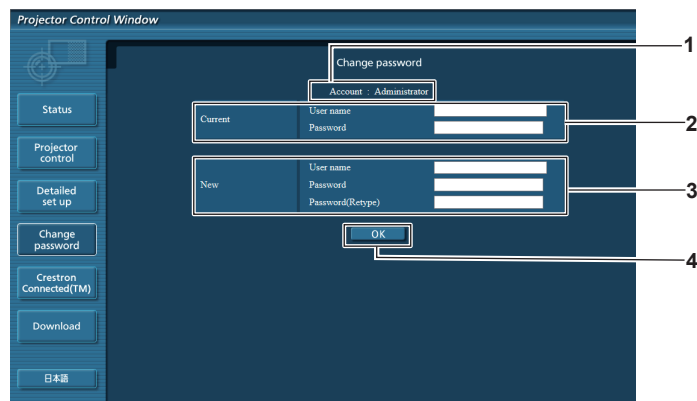 Projector Control Window
1
Change password
Account : Administrator
Status
Current
User name
Password
2
Projector
control
Detailed
set up
New
User name
Password
Password(Retype)
3
Change
password
OK
4
Crestron
Connected(TM)
Download
日本語